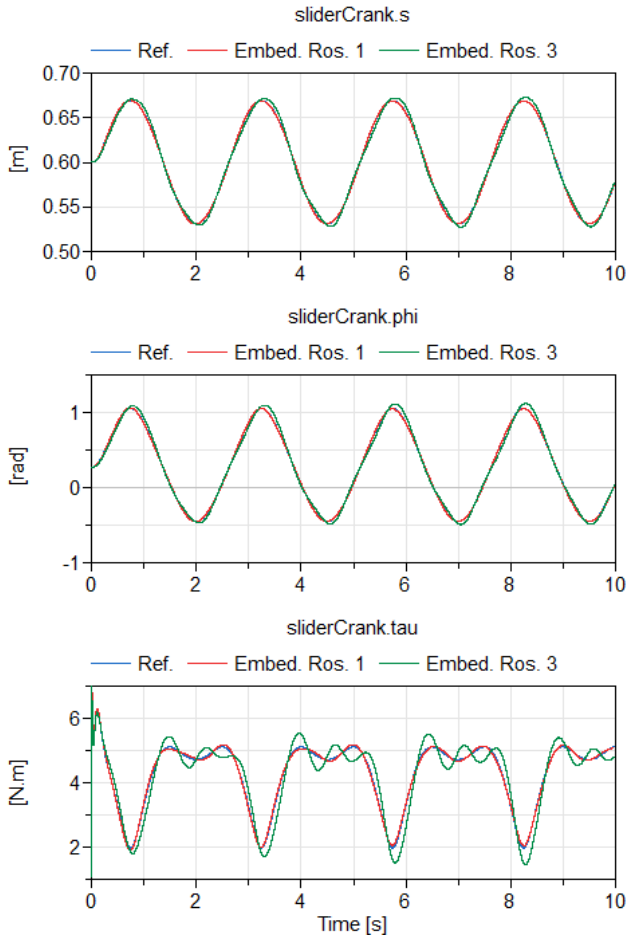 sliderCrank.s
Ref. Embed. Ros. 1 Embed. Ros. 3
0.70
0.65
0.60
0.55
0.50
[m]
0 2 4 6 8 10
sliderCrank.phi
Ref. Embed. Ros. 1 Embed. Ros. 3
1
0
-1
[rad]
0 2 4 6 8 10
sliderCrank.tau
Ref. Embed. Ros. 1 Embed. Ros. 3
6
4
2
[N.m]
0 2 4 6 8 10
Time [s]